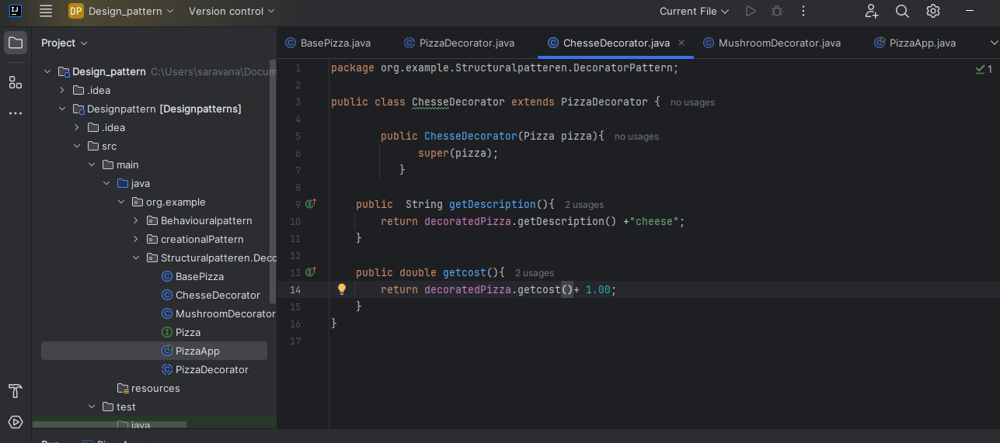 DP Design_pattern Version control Current File
Project
BasePizza.java PizzaDecorator.java ChesseDecorator.java MushroomDecorator.java PizzaApp.java
Design_pattern C:\Users\saravana\Docum
.idea
Designpattern [Designpatterns]
.idea
src
main
java
org.example
Behaviouralpattern
creationalPattern
Structuralpatteren.Deco
BasePizza
ChesseDecorator
MushroomDecorator
Pizza
PizzaApp
PizzaDecorator
resources
test
java
1 package org.example.Structuralpatteren.DecoratorPattern; 1
2
3 public class ChesseDecorator extends PizzaDecorator { no usages
4
5 public ChesseDecorator(Pizza pizza){ no usages
6 super(pizza);
7 }
8
9 public String getDescription(){ 2 usages
10 return decoratedPizza.getDescription() +"cheese";
11 }
12
13 public double getcost(){ 2 usages
14 return decoratedPizza.getcost()+ 1.00;
15 }
16 }
17